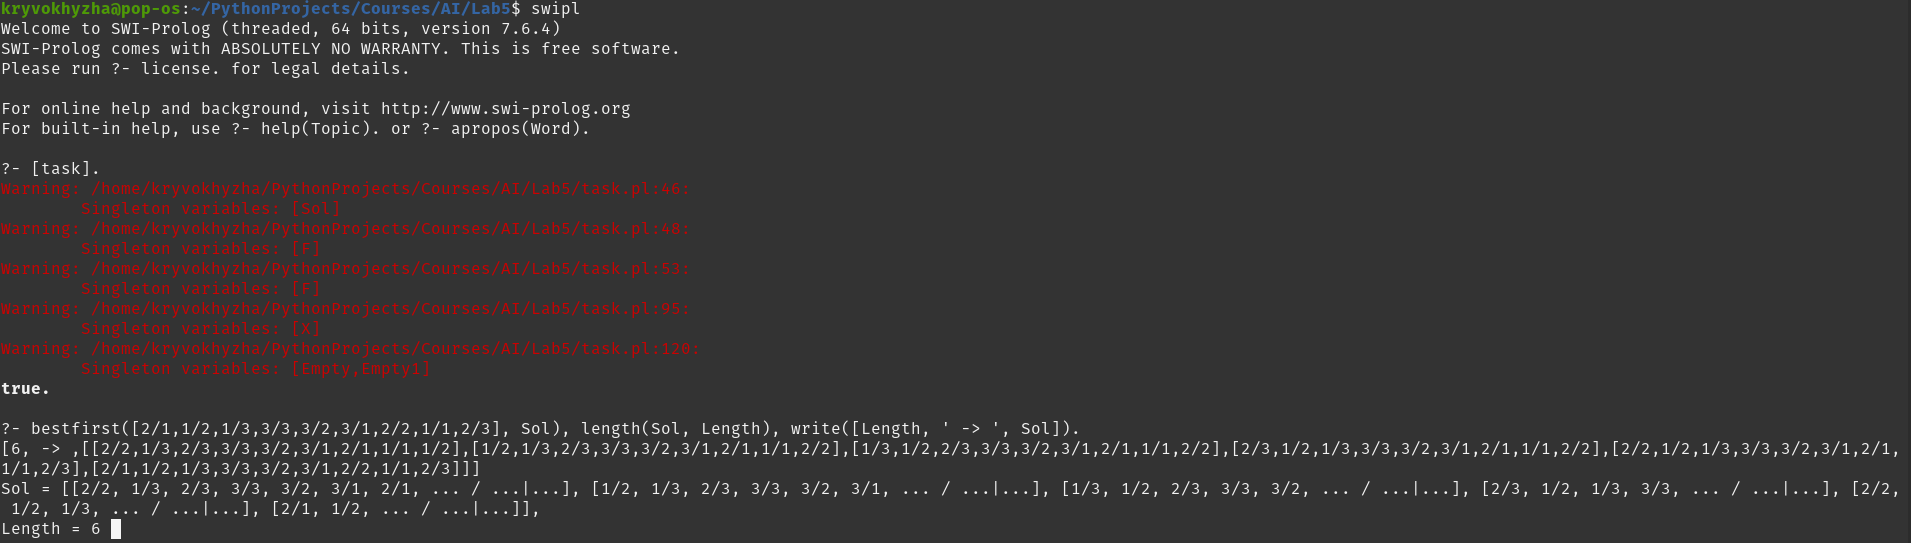 kryvokhyzha@pop-os:~/PythonProjects/Courses/AI/Lab5$ swipl
Welcome to SWI-Prolog (threaded, 64 bits, version 7.6.4)
SWI-Prolog comes with ABSOLUTELY NO WARRANTY. This is free software.
Please run ?- license. for legal details.

For online help and background, visit http://www.swi-prolog.org
For built-in help, use ?- help(Topic). or ?- apropos(Word).

?- [task].
Warning: /home/kryvokhyzha/PythonProjects/Courses/AI/Lab5/task.pl:46:
        Singleton variables: [Sol]
Warning: /home/kryvokhyzha/PythonProjects/Courses/AI/Lab5/task.pl:48:
        Singleton variables: [F]
Warning: /home/kryvokhyzha/PythonProjects/Courses/AI/Lab5/task.pl:53:
        Singleton variables: [F]
Warning: /home/kryvokhyzha/PythonProjects/Courses/AI/Lab5/task.pl:95:
        Singleton variables: [X]
Warning: /home/kryvokhyzha/PythonProjects/Courses/AI/Lab5/task.pl:120:
        Singleton variables: [Empty,Empty1]
true.

?- bestfirst([2/1,1/2,1/3,3/3,3/2,3/1,2/2,1/1,2/3], Sol), length(Sol, Length), write([Length, ' -> ', Sol]).
[6, -> ,[[2/2,1/3,2/3,3/3,3/2,3/1,2/1,1/1,1/2],[1/2,1/3,2/3,3/3,3/2,3/1,2/1,1/1,2/2],[1/3,1/2,2/3,3/3,3/2,3/1,2/1,1/1,2/2],[2/3,1/2,1/3,3/3,3/2,3/1,2/1,1/1,2/2],[2/2,1/2,1/3,3/3,3/2,3/1,2/1,
1/1,2/3],[2/1,1/2,1/3,3/3,3/2,3/1,2/2,1/1,2/3]]]
Sol = [[2/2, 1/3, 2/3, 3/3, 3/2, 3/1, 2/1, ... / ...|...], [1/2, 1/3, 2/3, 3/3, 3/2, 3/1, ... / ...|...], [1/3, 1/2, 2/3, 3/3, 3/2, ... / ...|...], [2/3, 1/2, 1/3, 3/3, ... / ...|...], [2/2,
 1/2, 1/3, ... / ...|...], [2/1, 1/2, ... / ...|...]],
Length = 6